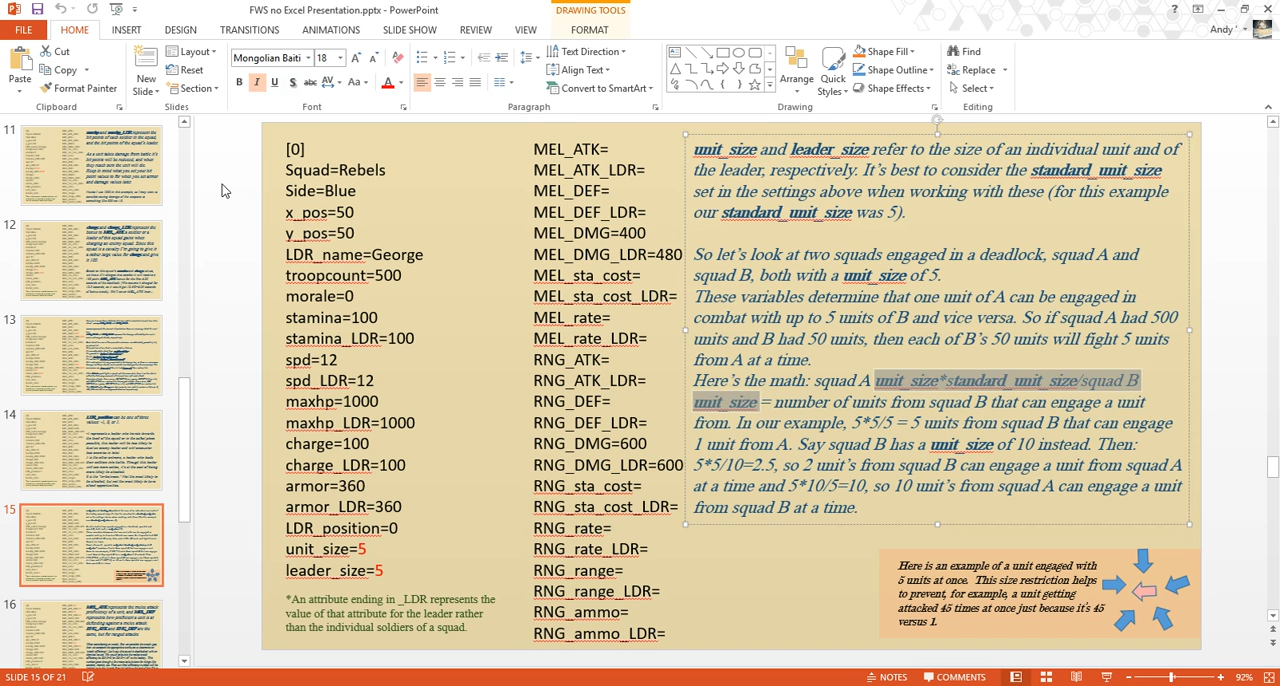 FWS no Excel Presentation.pptx - PowerPoint
DRAWING TOOLS
FILE
HOME
INSERT
DESIGN
TRANSITIONS
ANIMATIONS
SLIDE SHOW
REVIEW
VIEW
FORMAT
Andy
Paste
Cut
Copy
Format Painter
Clipboard
New
Slide
Layout
Reset
Section
Slides
Mongolian Baiti
18
Font
Text Direction
Align Text
Convert to SmartArt
Paragraph
Arrange
Quick
Styles
Shape Fill
Shape Outline
Shape Effects
Drawing
Find
Replace
Select
Editing
11
12
13
14
15
16
[0]
Squad=Rebels
Side=Blue
x_pos=50
y_pos=50
LDR_name=George
troopcount=500
morale=0
stamina=100
stamina_LDR=100
spd=12
spd_LDR=12
maxhp=1000
maxhp_LDR=1000
charge=100
charge_LDR=100
armor=360
armor_LDR=360
LDR_position=0
unit_size=5
leader_size=5
*An attribute ending in _LDR represents the
value of that attribute for the leader rather
than the individual soldiers of a squad.
MEL_ATK=
MEL_ATK_LDR=
MEL_DEF=
MEL_DEF_LDR=
MEL_DMG=400
MEL_DMG_LDR=480
MEL_sta_cost=
MEL_sta_cost_LDR=
MEL_rate=
MEL_rate_LDR=
RNG_ATK=
RNG_ATK_LDR=
RNG_DEF=
RNG_DEF_LDR=
RNG_DMG=600
RNG_DMG_LDR=600
RNG_sta_cost=
RNG_sta_cost_LDR=
RNG_rate=
RNG_rate_LDR=
RNG_range=
RNG_range_LDR=
RNG_ammo=
RNG_ammo_LDR=
unit_size and leader_size refer to the size of an individual unit and of
the leader, respectively. It's best to consider the standard_unit_size
set in the settings above when working with these (for this example
our standard_unit_size was 5).
So let's look at two squads engaged in a deadlock, squad A and
squad B, both with a unit_size of 5.
These variables determine that one unit of A can be engaged in
combat with upto 5 units of B and vice versa. So if squad A had 500
units and B had 50 units, then each of B's 50 units will fight 5 units
from A at a time.
Here's the math: squad A unit_size*standard_unit_size/squad B
unit_size = number of units from squad B that can engage a unit
from. In our example, 5*5/5 = 5 units from squad B that can engage
1 unit from A. Say squad B has a unit_size of 10 instead. Then:
5*5/10=2.5, so 2 unit's from squad B can engage a unit from squad A
at a time and 5*10/5=10, so 10 unit's from squad A can engage a unit
from squad B at a time.
Here is an example of a unit engaged with
5 units at once. This size restriction helps
to prevent, for example, a unit getting
attacked 45 times at once just because it's 45
versus 1.
SLIDE 15 OF 21
NOTES
COMMENTS
92%